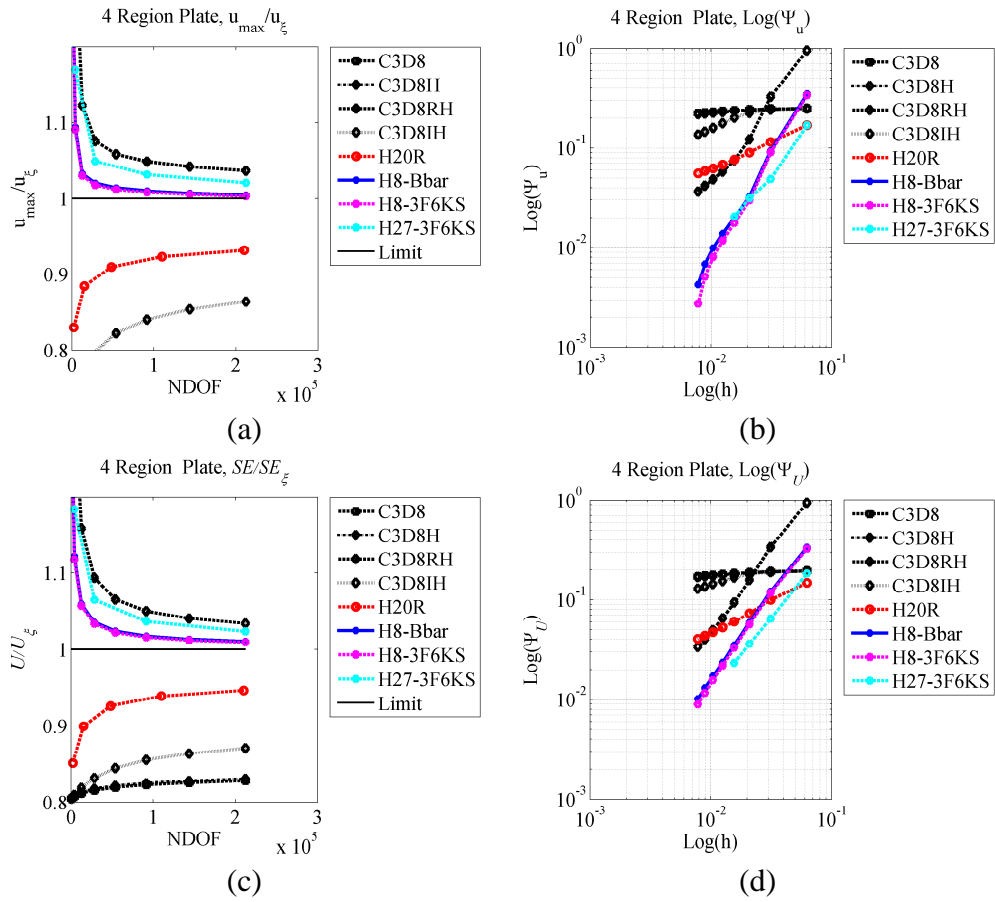 4 Region Plate, u_max/u_ξ
1.1
1
0.9
0.8
u_max/u_ξ
0
1
2
3
NDOF
x 10^5
C3D8
C3D8H
C3D8RH
C3D8IH
H20R
H8-Bbar
H8-3F6KS
H27-3F6KS
Limit
(a)
4 Region Plate, Log(Ψ_u)
10^0
10^-1
10^-2
10^-3
Log(Ψ_u)
10^-3
10^-2
10^-1
Log(h)
C3D8
C3D8H
C3D8RH
C3D8IH
H20R
H8-Bbar
H8-3F6KS
H27-3F6KS
(b)
4 Region Plate, SE/SE_ξ
1.1
1
0.9
0.8
U/U_ξ
0
1
2
3
NDOF
x 10^5
C3D8
C3D8H
C3D8RH
C3D8IH
H20R
H8-Bbar
H8-3F6KS
H27-3F6KS
Limit
(c)
4 Region Plate, Log(Ψ_U)
10^0
10^-1
10^-2
10^-3
Log(Ψ_U)
10^-3
10^-2
10^-1
Log(h)
C3D8
C3D8H
C3D8RH
C3D8IH
H20R
H8-Bbar
H8-3F6KS
H27-3F6KS
(d)